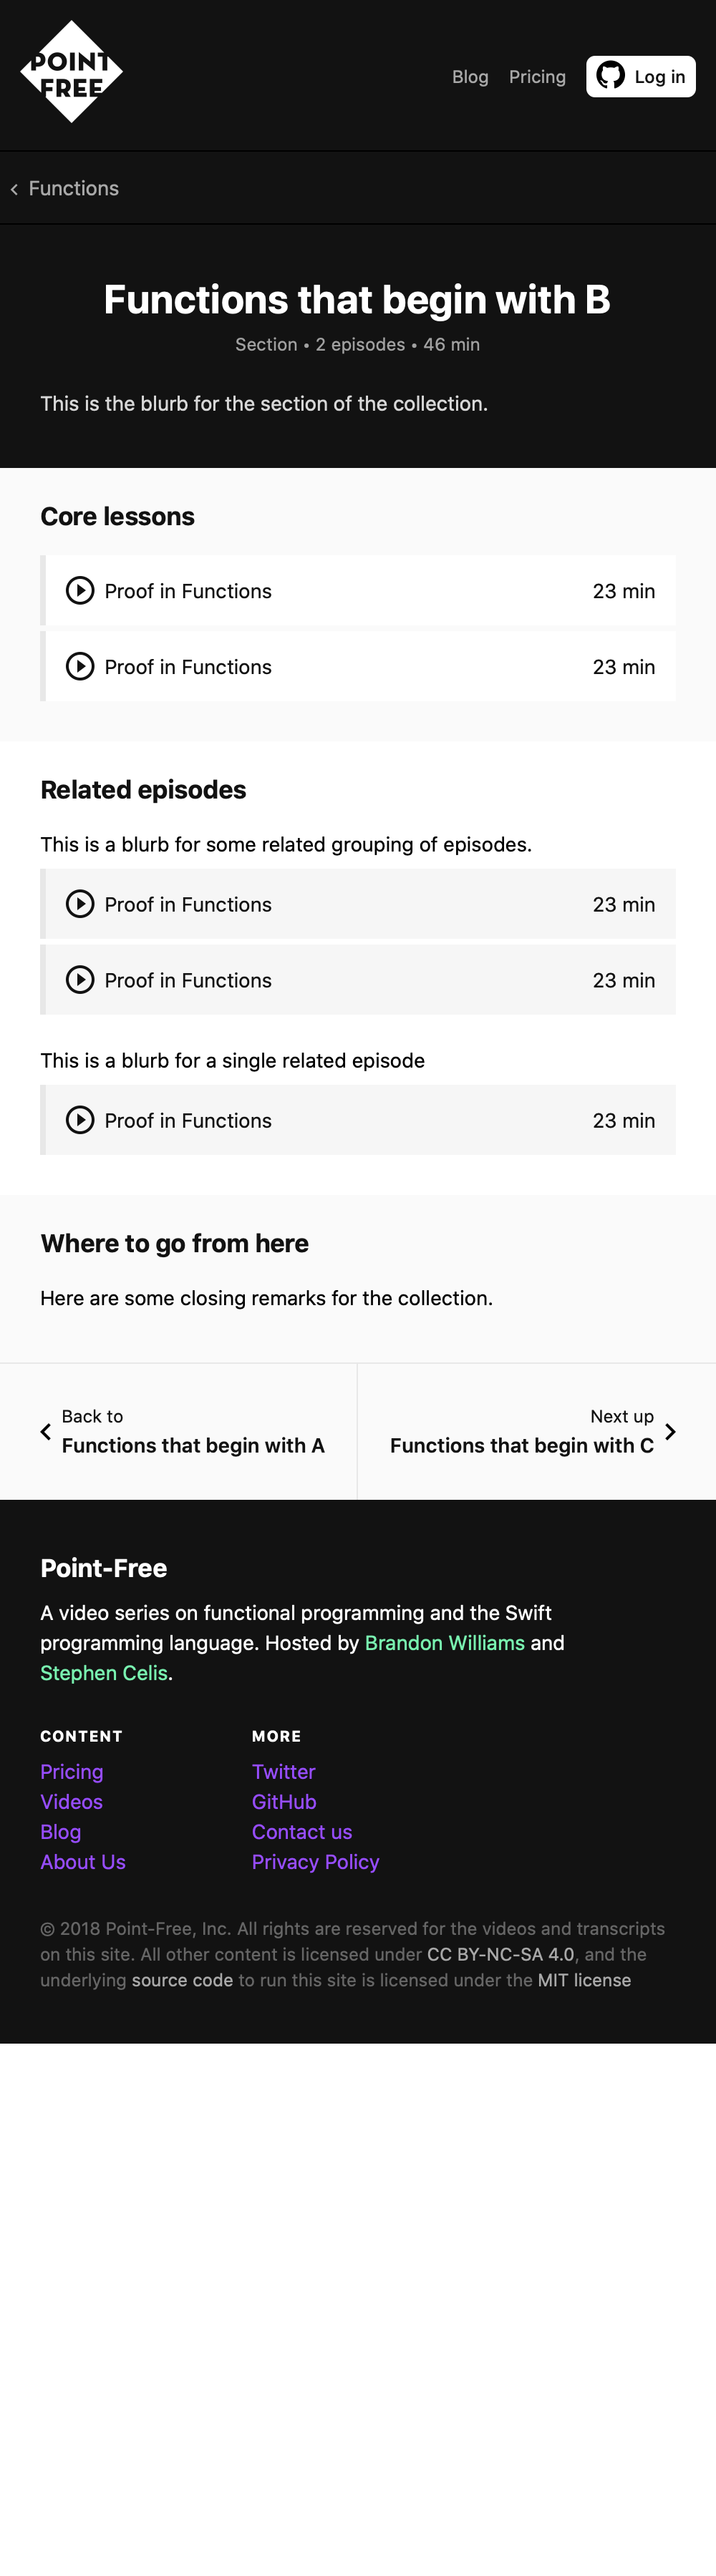 POINT
FREE
Blog Pricing Log in
Functions
Functions that begin with B
Section • 2 episodes • 46 min
This is the blurb for the section of the collection.
Core lessons
Proof in Functions 23 min
Proof in Functions 23 min
Related episodes
This is a blurb for some related grouping of episodes.
Proof in Functions 23 min
Proof in Functions 23 min
This is a blurb for a single related episode
Proof in Functions 23 min
Where to go from here
Here are some closing remarks for the collection.
Back to
Functions that begin with A
Next up
Functions that begin with C
Point-Free
A video series on functional programming and the Swift
programming language. Hosted by Brandon Williams and
Stephen Celis.
CONTENT
Pricing
Videos
Blog
About Us
MORE
Twitter
GitHub
Contact us
Privacy Policy
© 2018 Point-Free, Inc. All rights are reserved for the videos and transcripts
on this site. All other content is licensed under CC BY-NC-SA 4.0, and the
underlying source code to run this site is licensed under the MIT license